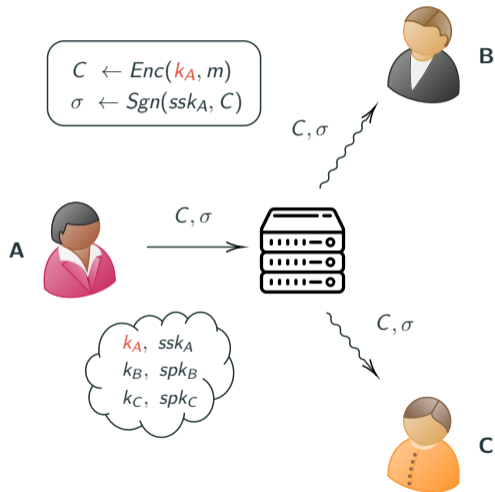 C ← Enc(k_A, m)
σ ← Sgn(ssk_A, C)
B
C, σ
C, σ
A
C, σ
k_A, ssk_A
k_B, spk_B
k_C, spk_C
C